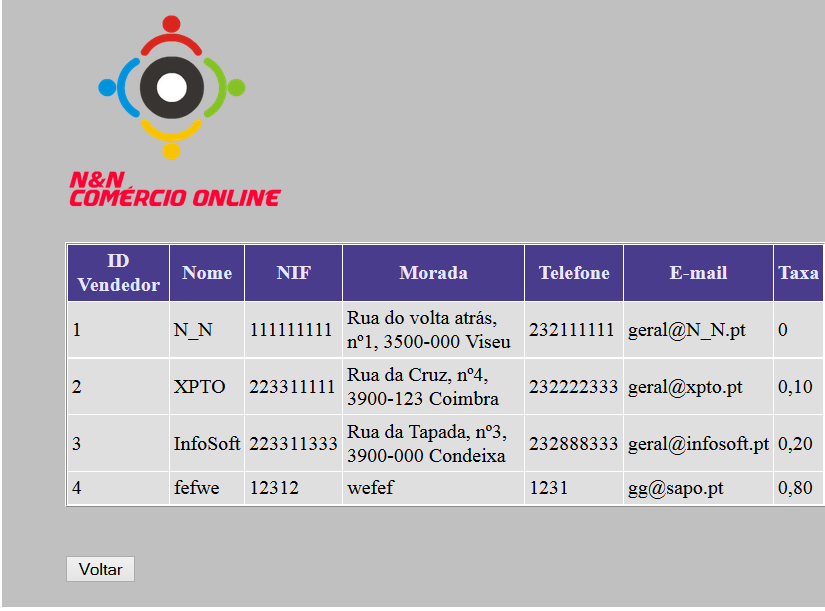 N&N
COMÉRCIO ONLINE
ID Vendedor Nome NIF Morada Telefone E-mail Taxa
1 N_N 111111111 Rua do volta atrás, nº1, 3500-000 Viseu 232111111 geral@N_N.pt 0
2 XPTO 223311111 Rua da Cruz, nº4, 3900-123 Coimbra 232222333 geral@xpto.pt 0,10
3 InfoSoft 223311333 Rua da Tapada, nº3, 3900-000 Condeixa 232888333 geral@infosoft.pt 0,20
4 fefwe 12312 wefef 1231 gg@sapo.pt 0,80
Voltar